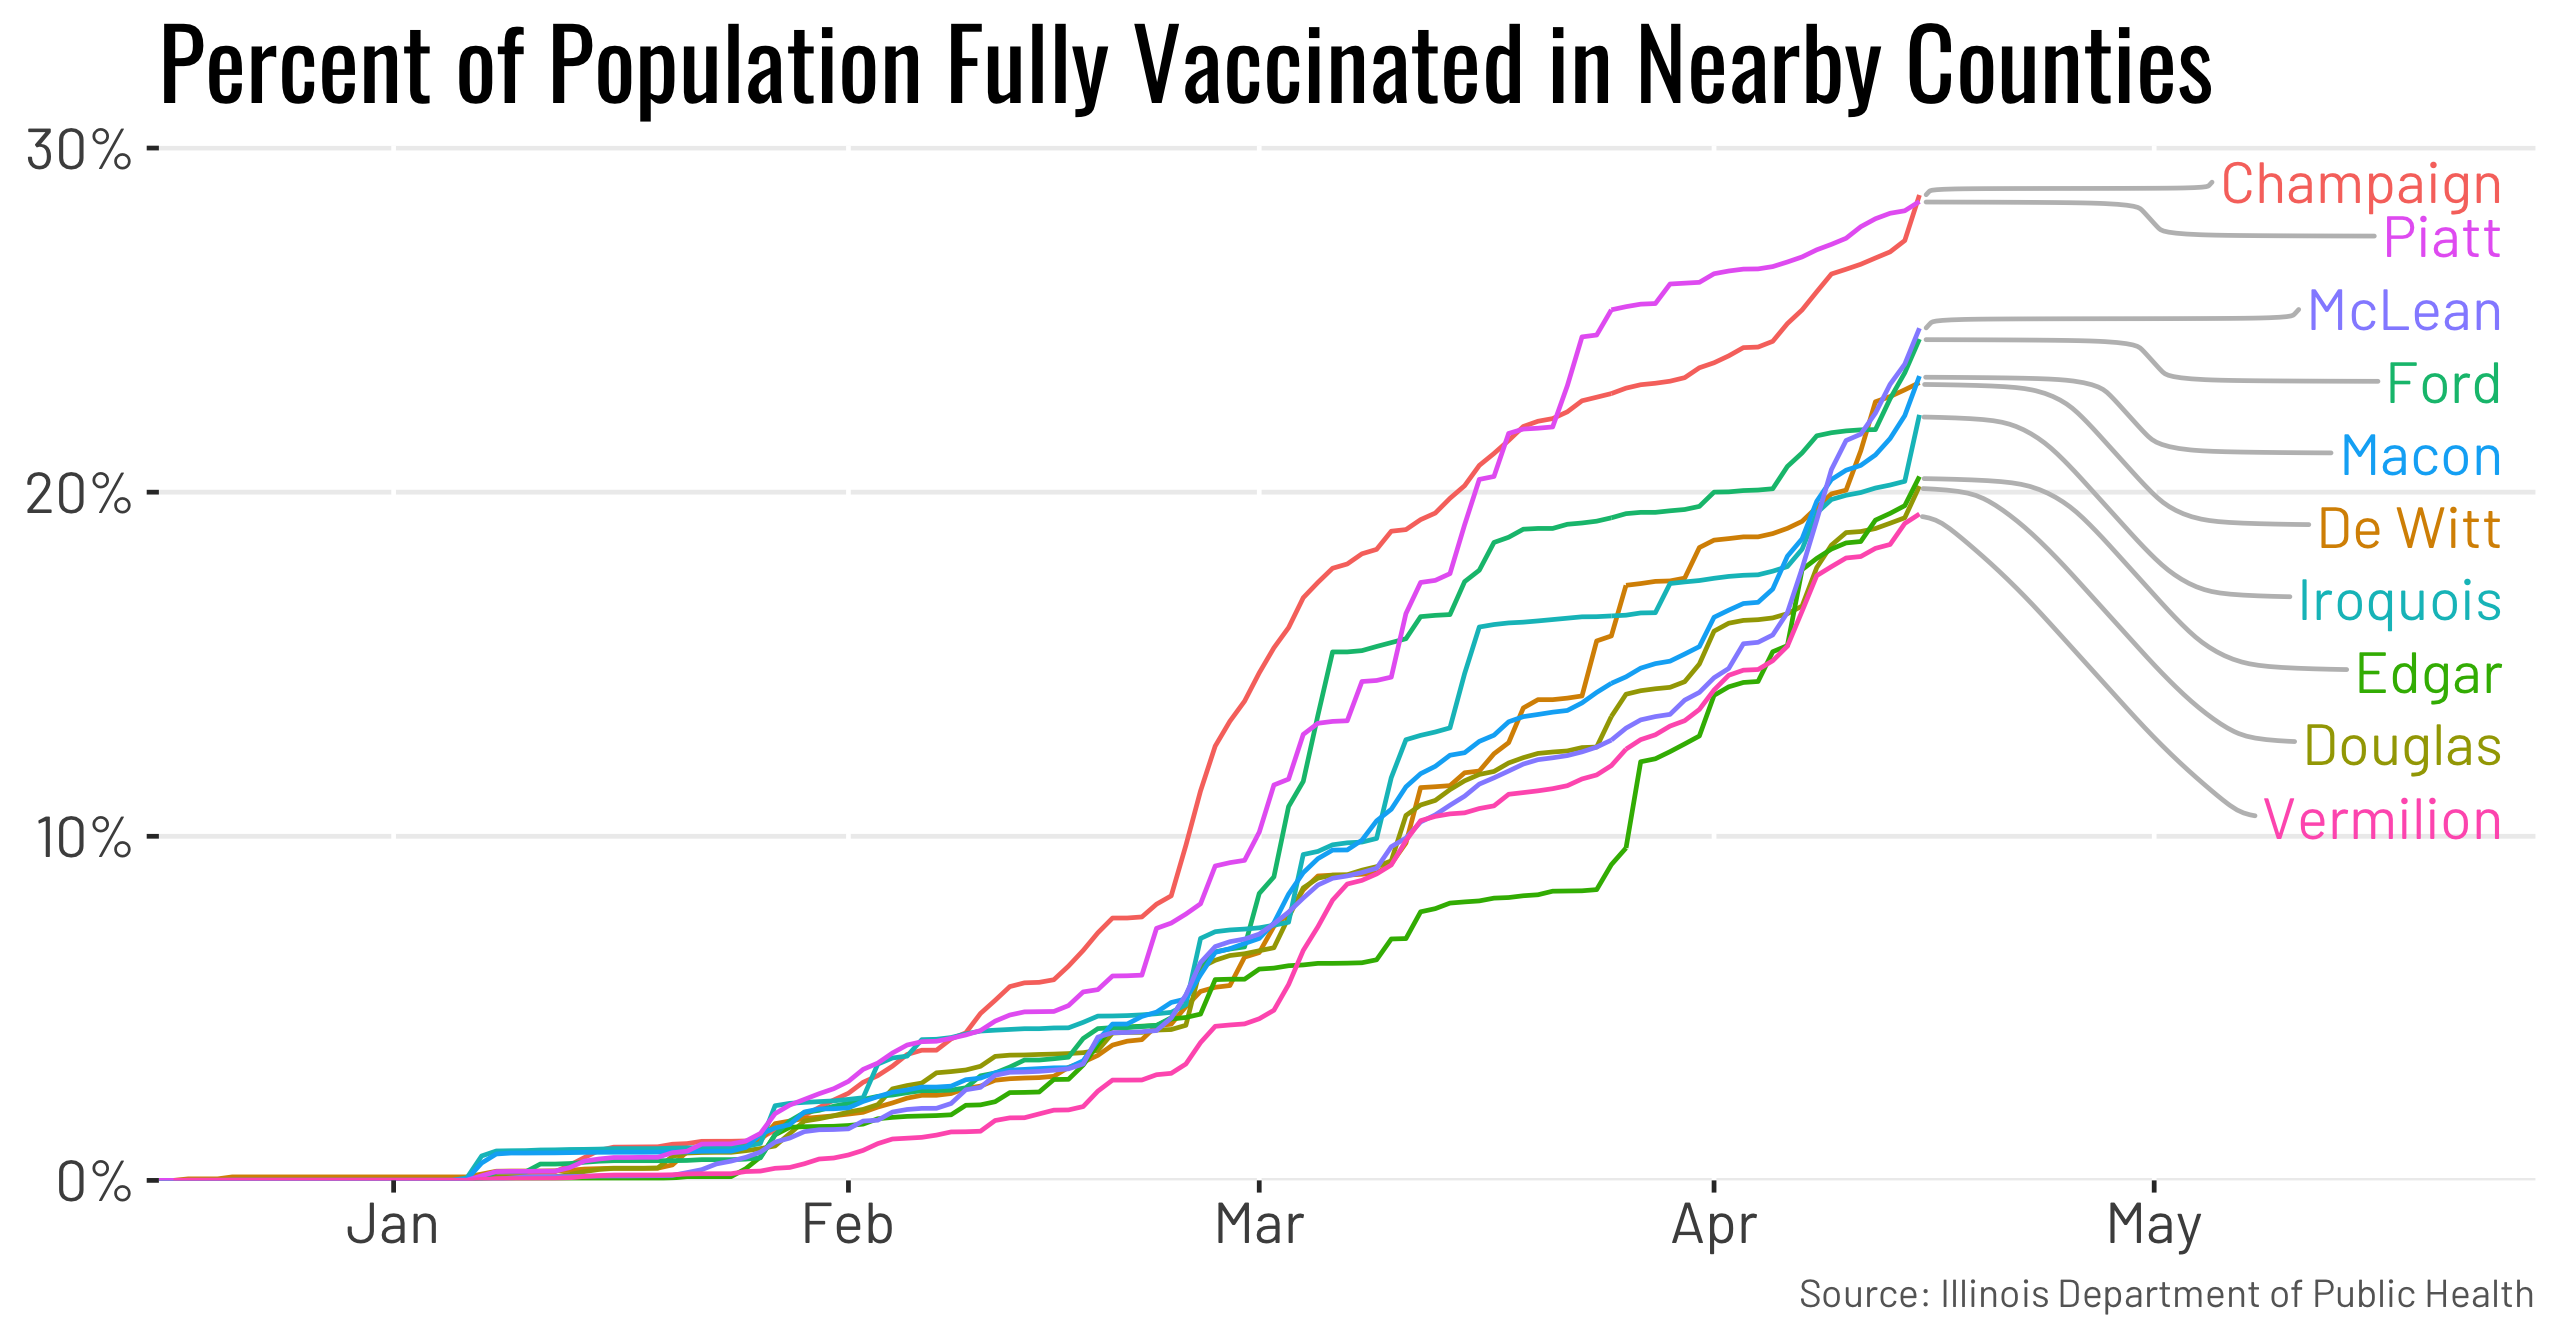 Percent of Population Fully Vaccinated in Nearby Counties
30%
Champaign
Piatt
McLean
Ford
Macon
20%
De Witt
Iroquois
Edgar
Douglas
Vermilion
10%
0%
Jan Feb Mar Apr May
Source: Illinois Department of Public Health